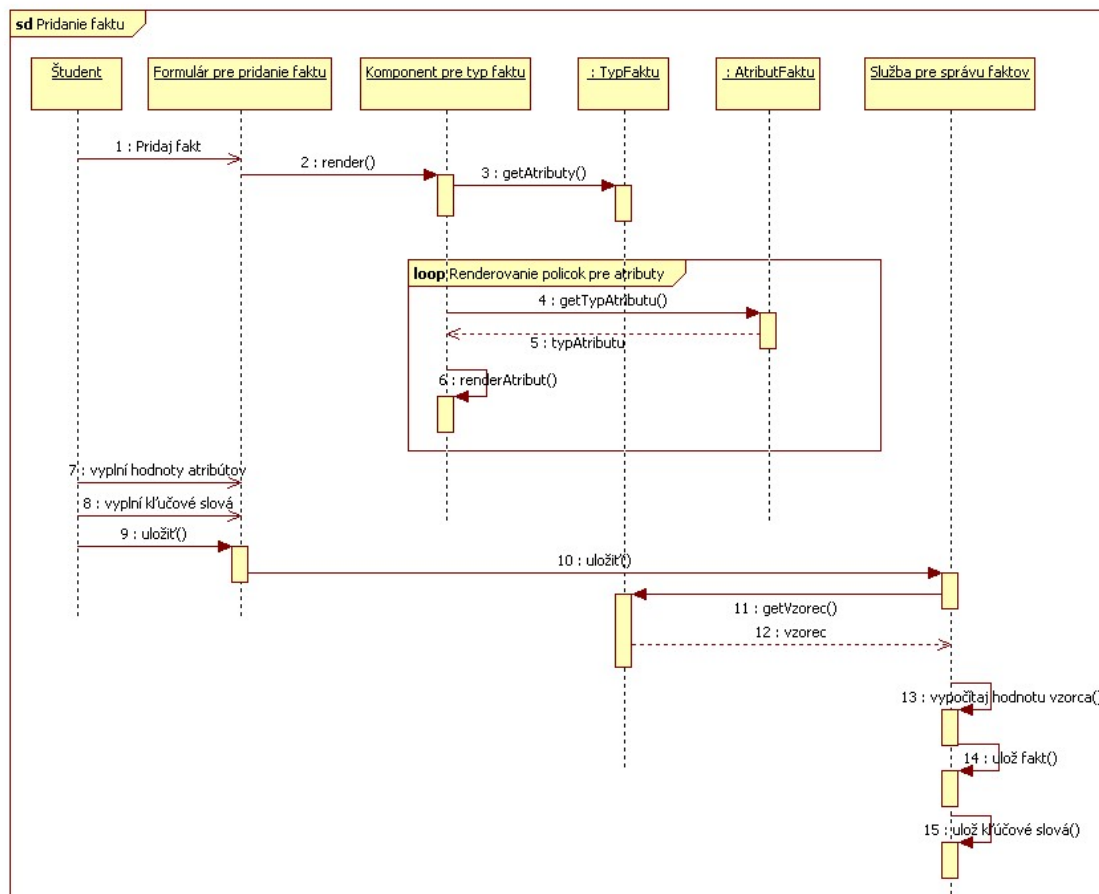 sd Pridanie faktu
Študent
Formulár pre pridanie faktu
Komponent pre typ faktu
: TypFaktu
: AtributFaktu
Služba pre správu faktov
1 : Pridaj fakt
2 : render()
3 : getAtributy()
loop Renderovanie policok pre atributy
4 : getTypAtributu()
5 : typAtributu
6 : renderAtribut()
7 : vyplní hodnoty atribútov
8 : vyplní kľučové slová
9 : uložiť()
10 : uložiť()
11 : getVzorec()
12 : vzorec
13 : vypočítaj hodnotu vzorca()
14 : ulož fakt()
15 : ulož kľúčové slová()